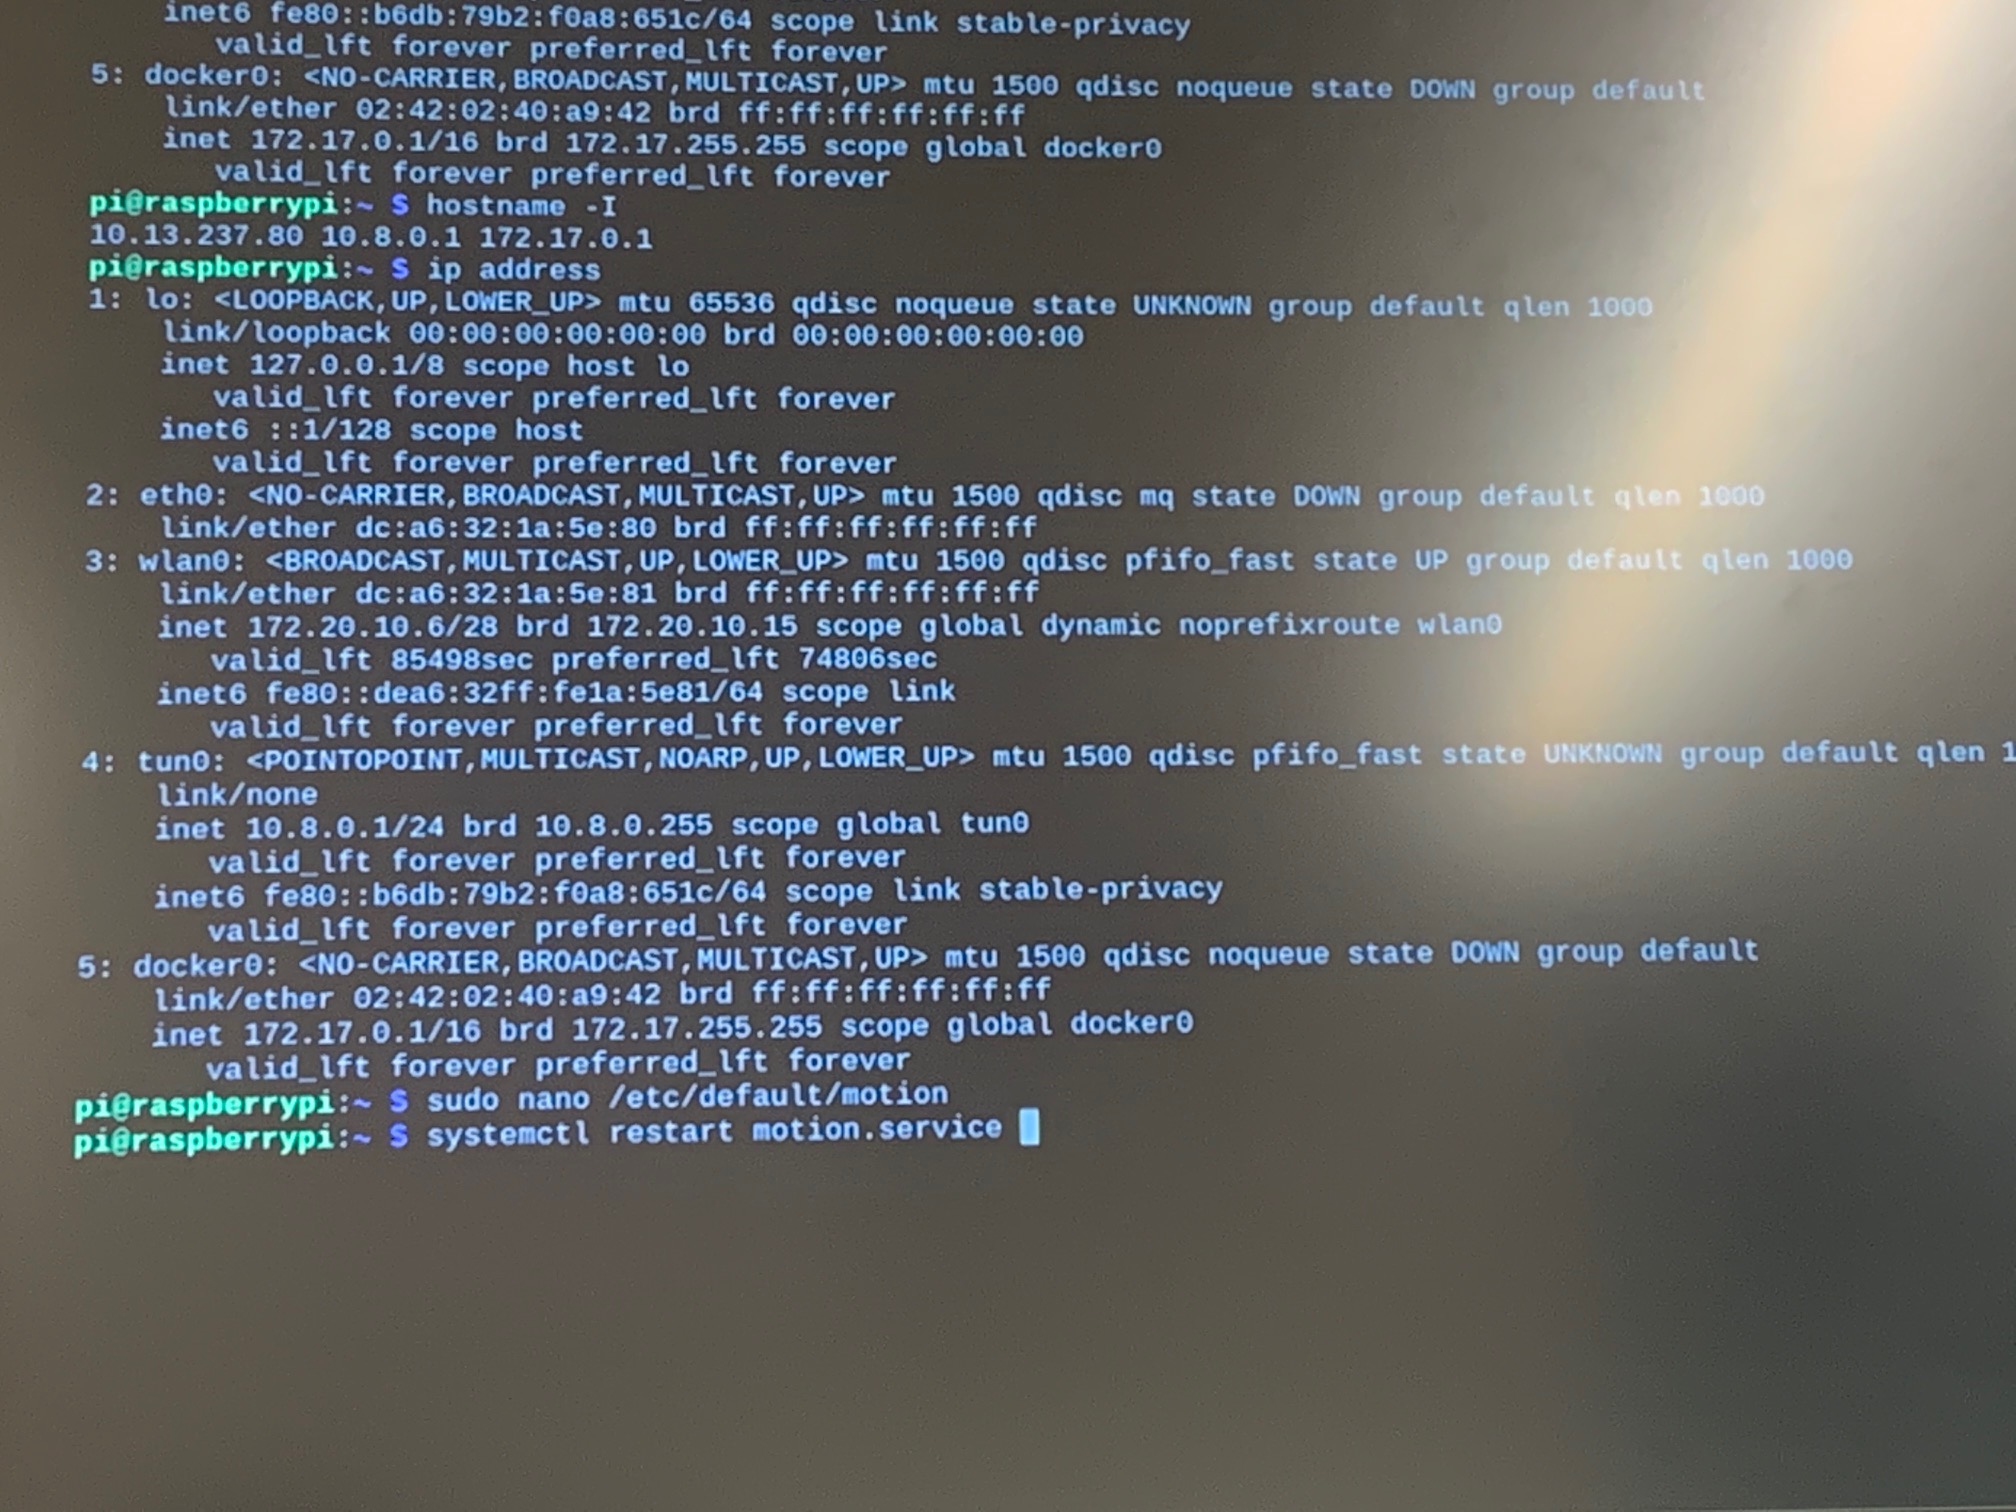 inet6 fe80::b6db:79b2:f0a8:651c/64 scope link stable-privacy
valid_lft forever preferred_lft forever
5: docker0: <NO-CARRIER,BROADCAST,MULTICAST,UP> mtu 1500 qdisc noqueue state DOWN group default
link/ether 02:42:02:40:a9:42 brd ff:ff:ff:ff:ff:ff
inet 172.17.0.1/16 brd 172.17.255.255 scope global docker0
valid_lft forever preferred_lft forever
pi@raspberrypi:~ $ hostname -I
10.13.237.80 10.8.0.1 172.17.0.1
pi@raspberrypi:~ $ ip address
1: lo: <LOOPBACK,UP,LOWER_UP> mtu 65536 qdisc noqueue state UNKNOWN group default qlen 1000
link/loopback 00:00:00:00:00:00 brd 00:00:00:00:00:00
inet 127.0.0.1/8 scope host lo
valid_lft forever preferred_lft forever
inet6 ::1/128 scope host
valid_lft forever preferred_lft forever
2: eth0: <NO-CARRIER,BROADCAST,MULTICAST,UP> mtu 1500 qdisc mq state DOWN group default qlen 1000
link/ether dc:a6:32:1a:5e:80 brd ff:ff:ff:ff:ff:ff
3: wlan0: <BROADCAST,MULTICAST,UP,LOWER_UP> mtu 1500 qdisc pfifo_fast state UP group default qlen 1000
link/ether dc:a6:32:1a:5e:81 brd ff:ff:ff:ff:ff:ff
inet 172.20.10.6/28 brd 172.20.10.15 scope global dynamic noprefixroute wlan0
valid_lft 85498sec preferred_lft 74806sec
inet6 fe80::dea6:32ff:fe1a:5e81/64 scope link
valid_lft forever preferred_lft forever
4: tun0: <POINTOPOINT,MULTICAST,NOARP,UP,LOWER_UP> mtu 1500 qdisc pfifo_fast state UNKNOWN group default qlen 1
link/none
inet 10.8.0.1/24 brd 10.8.0.255 scope global tun0
valid_lft forever preferred_lft forever
inet6 fe80::b6db:79b2:f0a8:651c/64 scope link stable-privacy
valid_lft forever preferred_lft forever
5: docker0: <NO-CARRIER,BROADCAST,MULTICAST,UP> mtu 1500 qdisc noqueue state DOWN group default
link/ether 02:42:02:40:a9:42 brd ff:ff:ff:ff:ff:ff
inet 172.17.0.1/16 brd 172.17.255.255 scope global docker0
valid_lft forever preferred_lft forever
pi@raspberrypi:~ $ sudo nano /etc/default/motion
pi@raspberrypi:~ $ systemctl restart motion.service